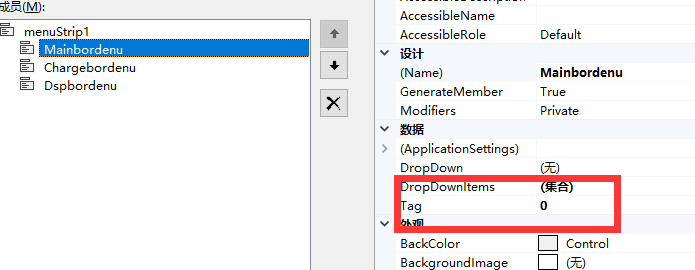 成员(M):
menuStrip1
Mainbordenu
Chargebordenu
Dspbordenu
AccessibleName
AccessibleRole Default
设计
(Name) Mainbordenu
GenerateMember True
Modifiers Private
数据
(ApplicationSettings)
DropDown (无)
DropDownItems (集合)
Tag 0
外观
BackColor Control
BackgroundImage (无)